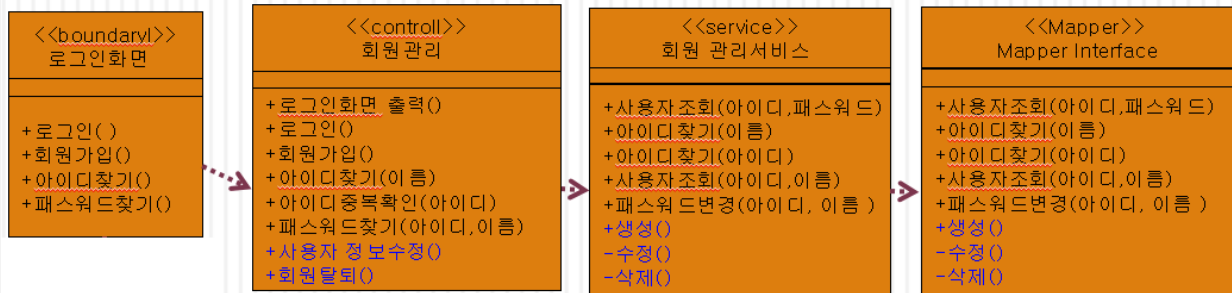 <<boundaryl>>
로그인화면
+로그인( )
+회원가입()
+아이디찾기()
+패스워드찾기()
<<controll>>
회원관리
+로그인화면 출력()
+로그인()
+회원가입()
+아이디찾기(이름)
+아이디중복확인(아이디)
+패스워드찾기(아이디,이름)
+사용자 정보수정()
+회원탈퇴()
<<service>>
회원 관리서비스
+사용자조회(아이디,패스워드)
+아이디찾기(이름)
+아이디찾기(아이디)
+사용자조회(아이디,이름)
+패스워드변경(아이디, 이름 )
+생성()
-수정()
-삭제()
<<Mapper>>
Mapper Interface
+사용자조회(아이디,패스워드)
+아이디찾기(이름)
+아이디찾기(아이디)
+사용자조회(아이디,이름)
+패스워드변경(아이디, 이름 )
+생성()
-수정()
-삭제()